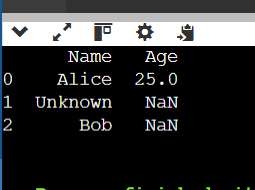 Name Age
0 Alice 25.0
1 Unknown NaN
2 Bob NaN